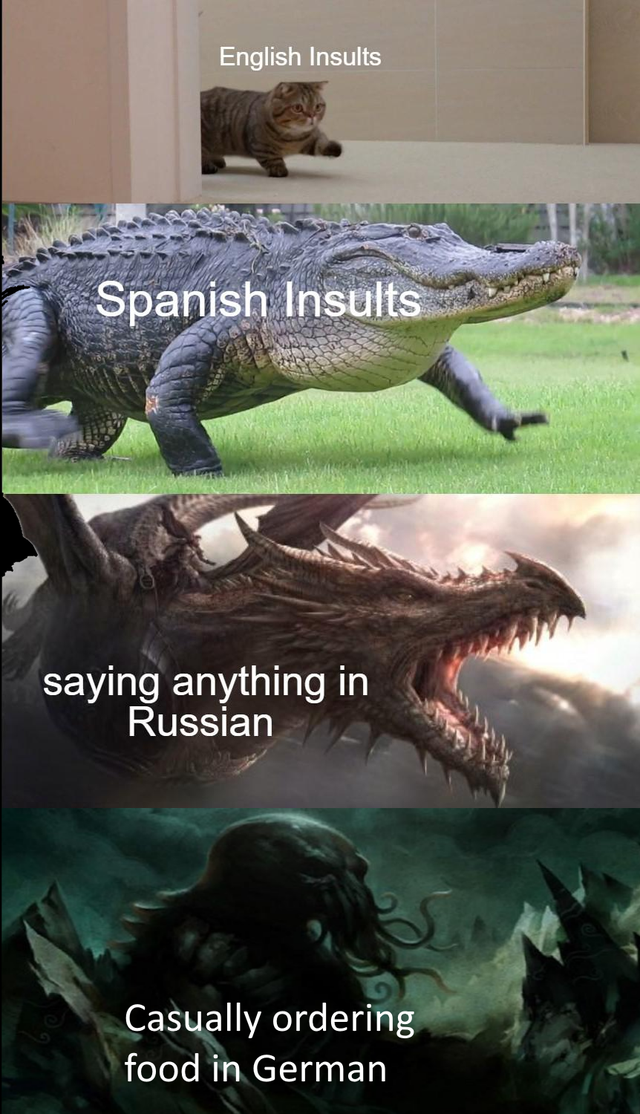 English Insults
Spanish Insults
saying anything in
Russian
Casually ordering
food in German